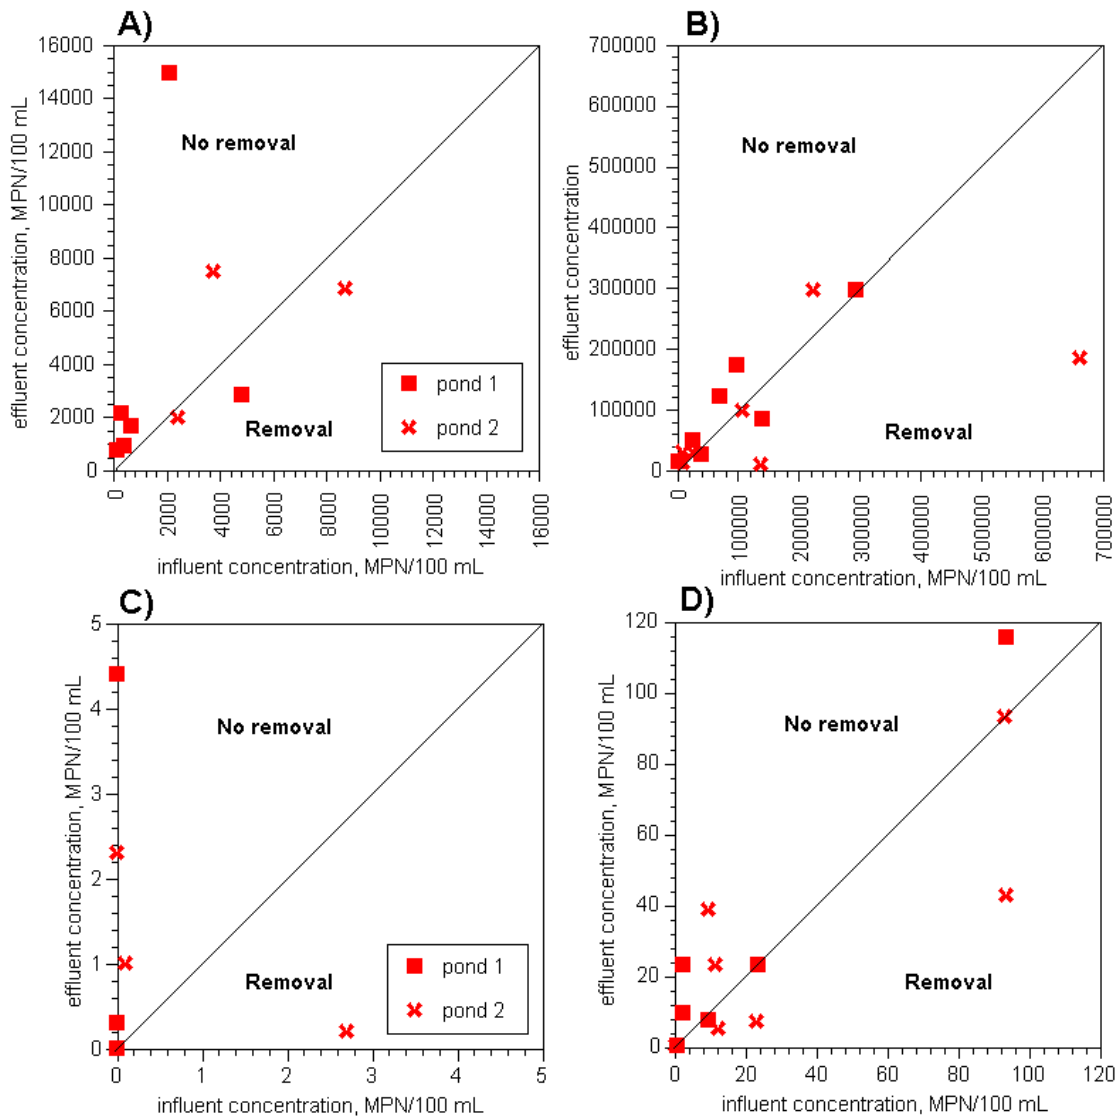 A)
16000
14000
12000
10000
8000
6000
4000
2000
0
effluent concentration, MPN/100 mL
No removal
Removal
pond 1
pond 2
0
2000
4000
6000
8000
10000
12000
14000
16000
influent concentration, MPN/100 mL
B)
700000
600000
500000
400000
300000
200000
100000
0
effluent concentration
No removal
Removal
0
100000
200000
300000
400000
500000
600000
700000
influent concentration, MPN/100 mL
C)
5
4
3
2
1
0
effluent concentration, MPN/100 mL
No removal
Removal
pond 1
pond 2
0 1 2 3 4 5
influent concentration, MPN/100 mL
D)
120
100
80
60
40
20
0
effluent concentration, MPN/100 mL
No removal
Removal
0 20 40 60 80 100 120
influent concentration, MPN/100 mL